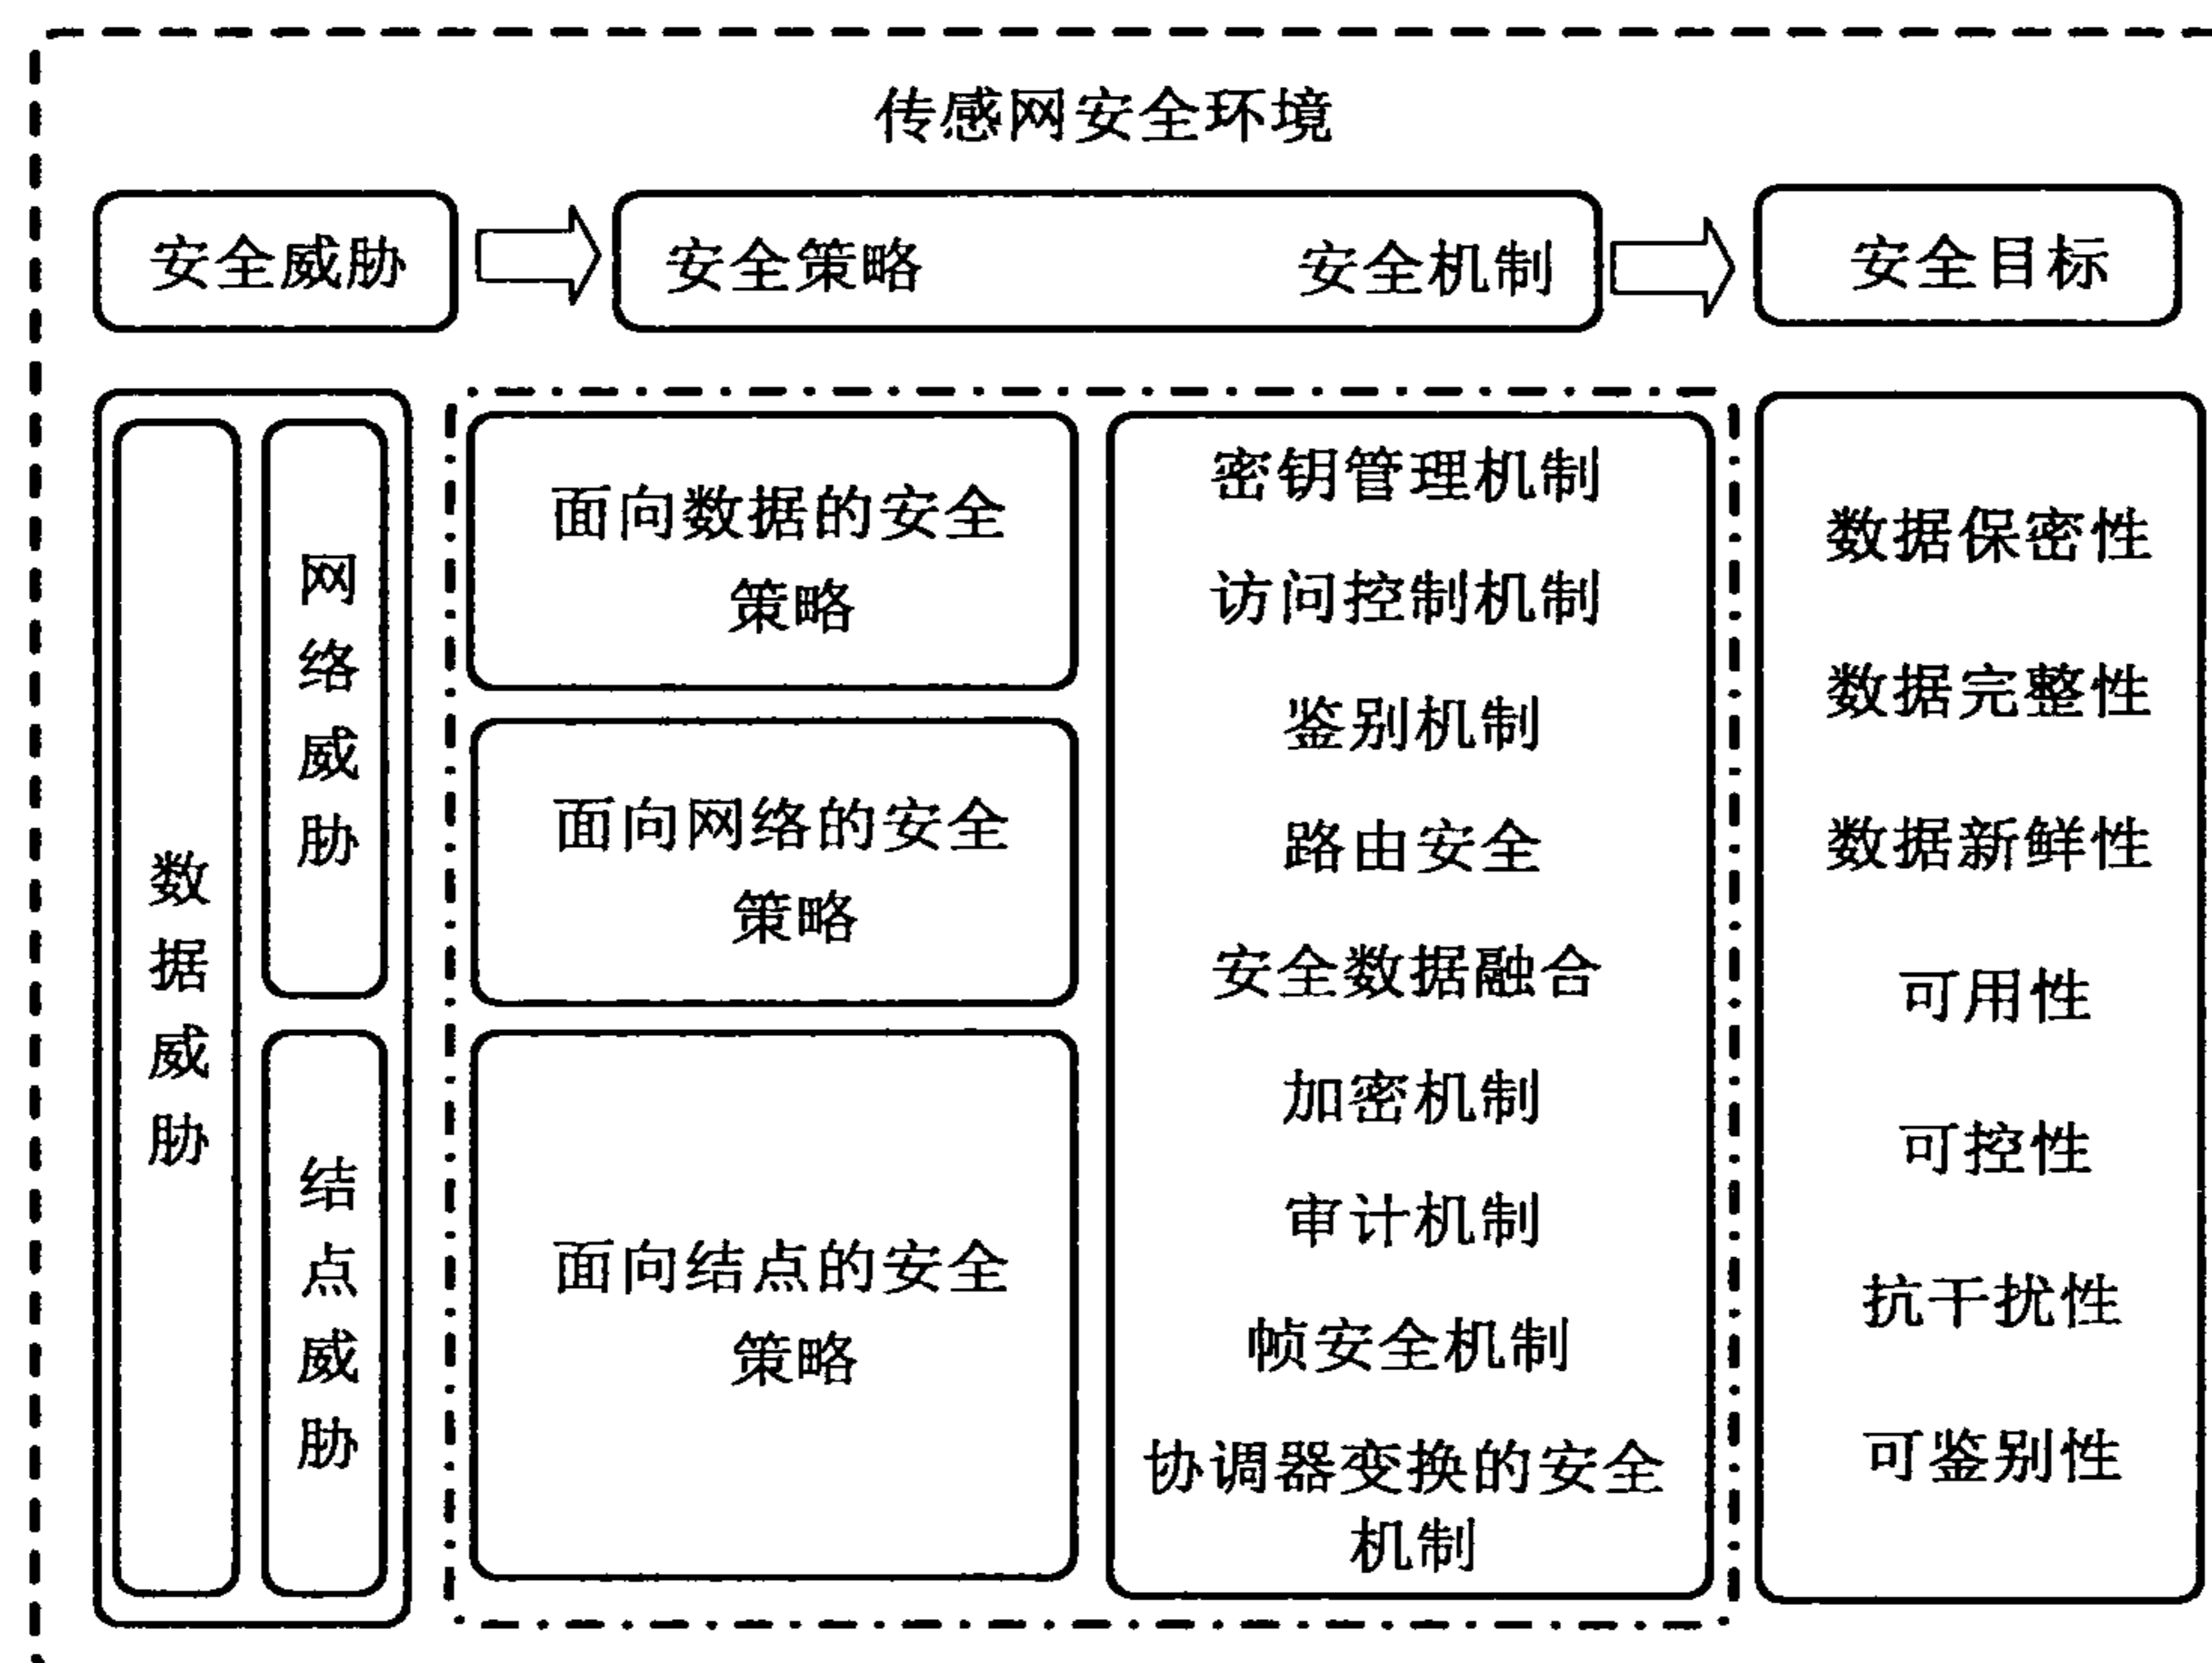 传感网安全环境
安全威胁
安全策略
安全机制
安全目标
数据威胁
网络威胁
结点威胁
面向数据的安全
策略
面向网络的安全
策略
面向结点的安全
策略
密钥管理机制
访问控制机制
鉴别机制
路由安全
安全数据融合
加密机制
审计机制
帧安全机制
协调器变换的安全
机制
数据保密性
数据完整性
数据新鲜性
可用性
可控性
抗干扰性
可鉴别性